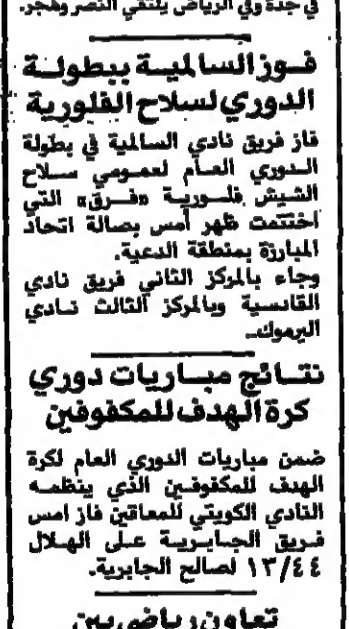 في جدة وفي الرياض يلتقي النصر وهجر.
فوز السالمية ببطولة
الدوري لسلاح الفلورية
فاز فريق نادي السالمية في بطولة
الدوري العام لعمومي سلاح
الشيش فلورية «فرق» التي
اختتمت ظهر أمس بصالة اتحاد
المبارزة بمنطقة الدعية.
وجاء بالمركز الثاني فريق نادي
القادسية وبالمركز الثالث نادي
اليرموك.
نتائج مباريات دوري
كرة الهدف للمكفوفين
ضمن مباريات الدوري العام لكرة
الهدف للمكفوفين الذي ينظمه
النادي الكويتي للمعاقين فاز امس
فريق الجابرية على الهلال
١٣/٤٤ لصالح الجابرية.
تعاون رياضي بين